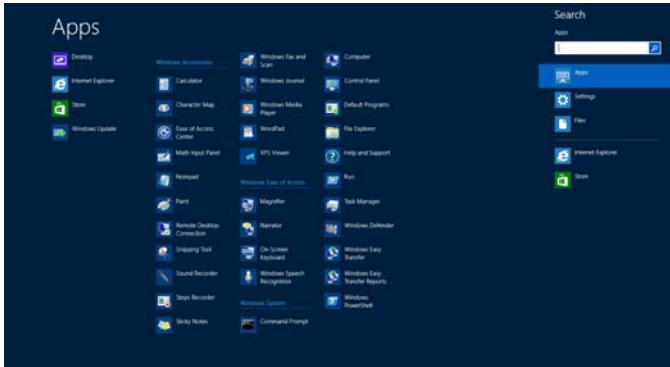 Apps
Desktop
Internet Explorer
Store
Windows Update
Windows Accessories
Calculator
Character Map
Ease of Access
Center
Math Input Panel
Notepad
Paint
Remote Desktop
Connection
Snipping Tool
Sound Recorder
Steps Recorder
Sticky Notes
Windows Fax and
Scan
Windows Journal
Windows Media
Player
WordPad
XPS Viewer
Windows Ease of Access
Magnifier
Narrator
On-Screen
Keyboard
Windows Speech
Recognition
Windows System
Command Prompt
Computer
Control Panel
Default Programs
File Explorer
Help and Support
Run
Task Manager
Windows Defender
Windows Easy
Transfer
Windows Easy
Transfer Reports
Windows
PowerShell
Search
Apps
Apps
Settings
Files
Internet Explorer
Store